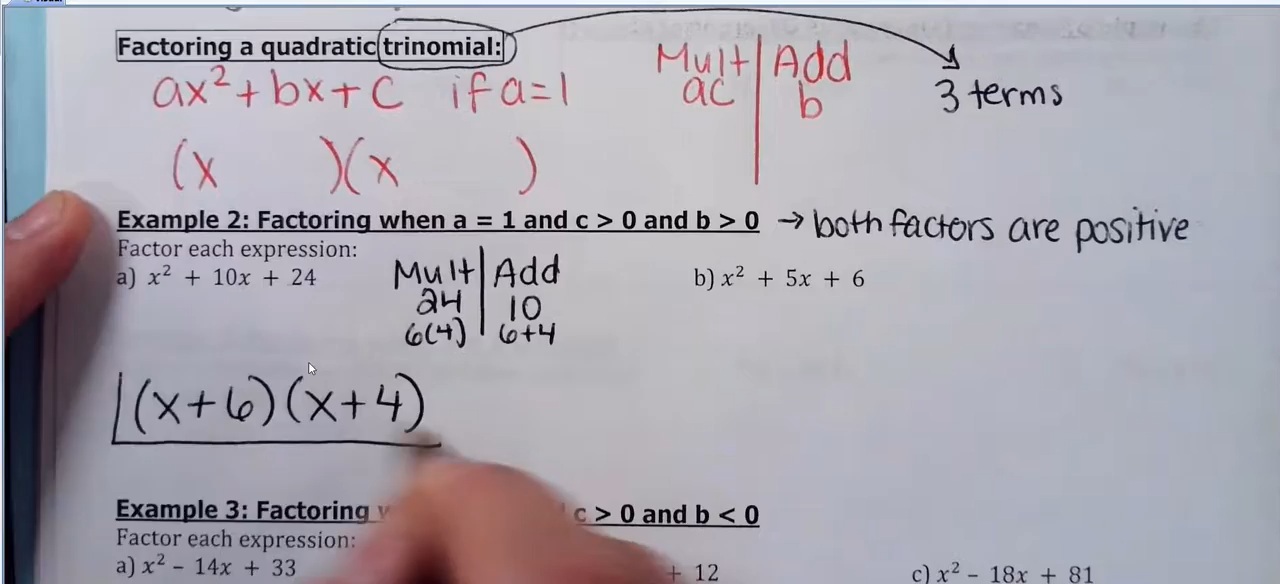 Factoring a quadratic trinomial:
ax² + bx + c if a=1
Mult | Add
ac | b
3 terms
(x )(x )
Example 2: Factoring when a = 1 and c > 0 and b > 0 → both factors are positive
Factor each expression:
a) x² + 10x + 24
Mult | Add
24 | 10
6(4) | 6+4
b) x² + 5x + 6
(x+6)(x+4)
Example 3: Factoring c > 0 and b < 0
Factor each expression:
a) x² - 14x + 33
+ 12
c) x² - 18x + 81